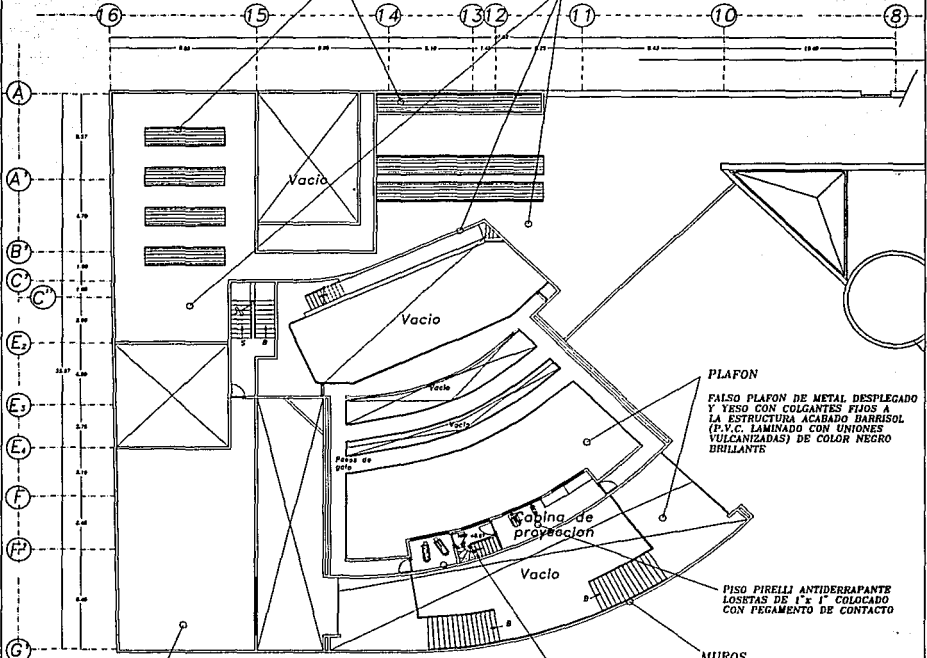 16 15 14 13 12 11 10 8
A
A'
B'
C'
C''
E2
E3
E4
F
F'
G'
Vacio
Vacio
Vacio
Vacio
Pasos de
gato
Cabina de
proyeccion
Vacio
S B
B
B
PLAFON
FALSO PLAFON DE METAL DESPLEGADO
Y YESO CON COLGANTES FIJOS A
LA ESTRUCTURA ACABADO BARRISOL
(P.V.C. LAMINADO CON UNIONES
VULCANIZADAS) DE COLOR NEGRO
BRILLANTE
PISO PIRELLI ANTIDERRAPANTE
LOSETAS DE 1"x 1" COLOCADO
CON PEGAMENTO DE CONTACTO
MUROS